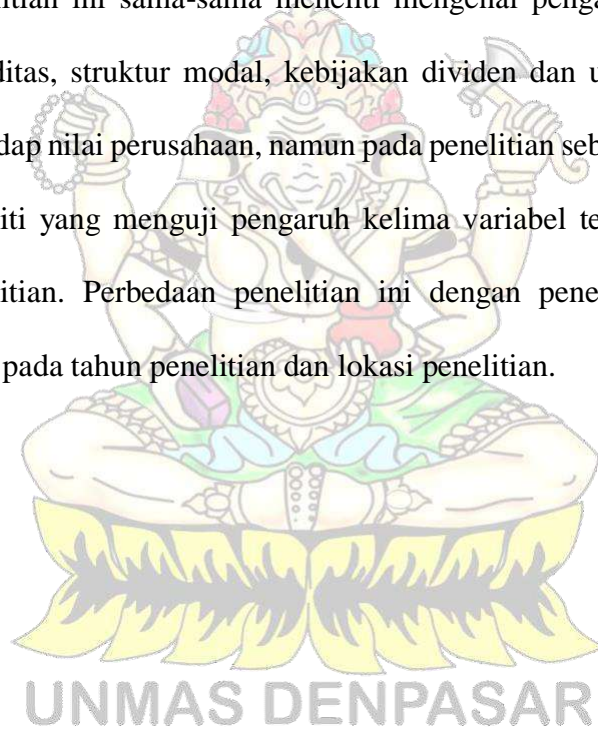 litian ini sama-sama meneliti mengenai penga
ditas, struktur modal, kebijakan dividen dan u
dap nilai perusahaan, namun pada penelitian seb
iti yang menguji pengaruh kelima variabel te
itian. Perbedaan penelitian ini dengan pene
pada tahun penelitian dan lokasi penelitian.
UNMAS DENPASAR